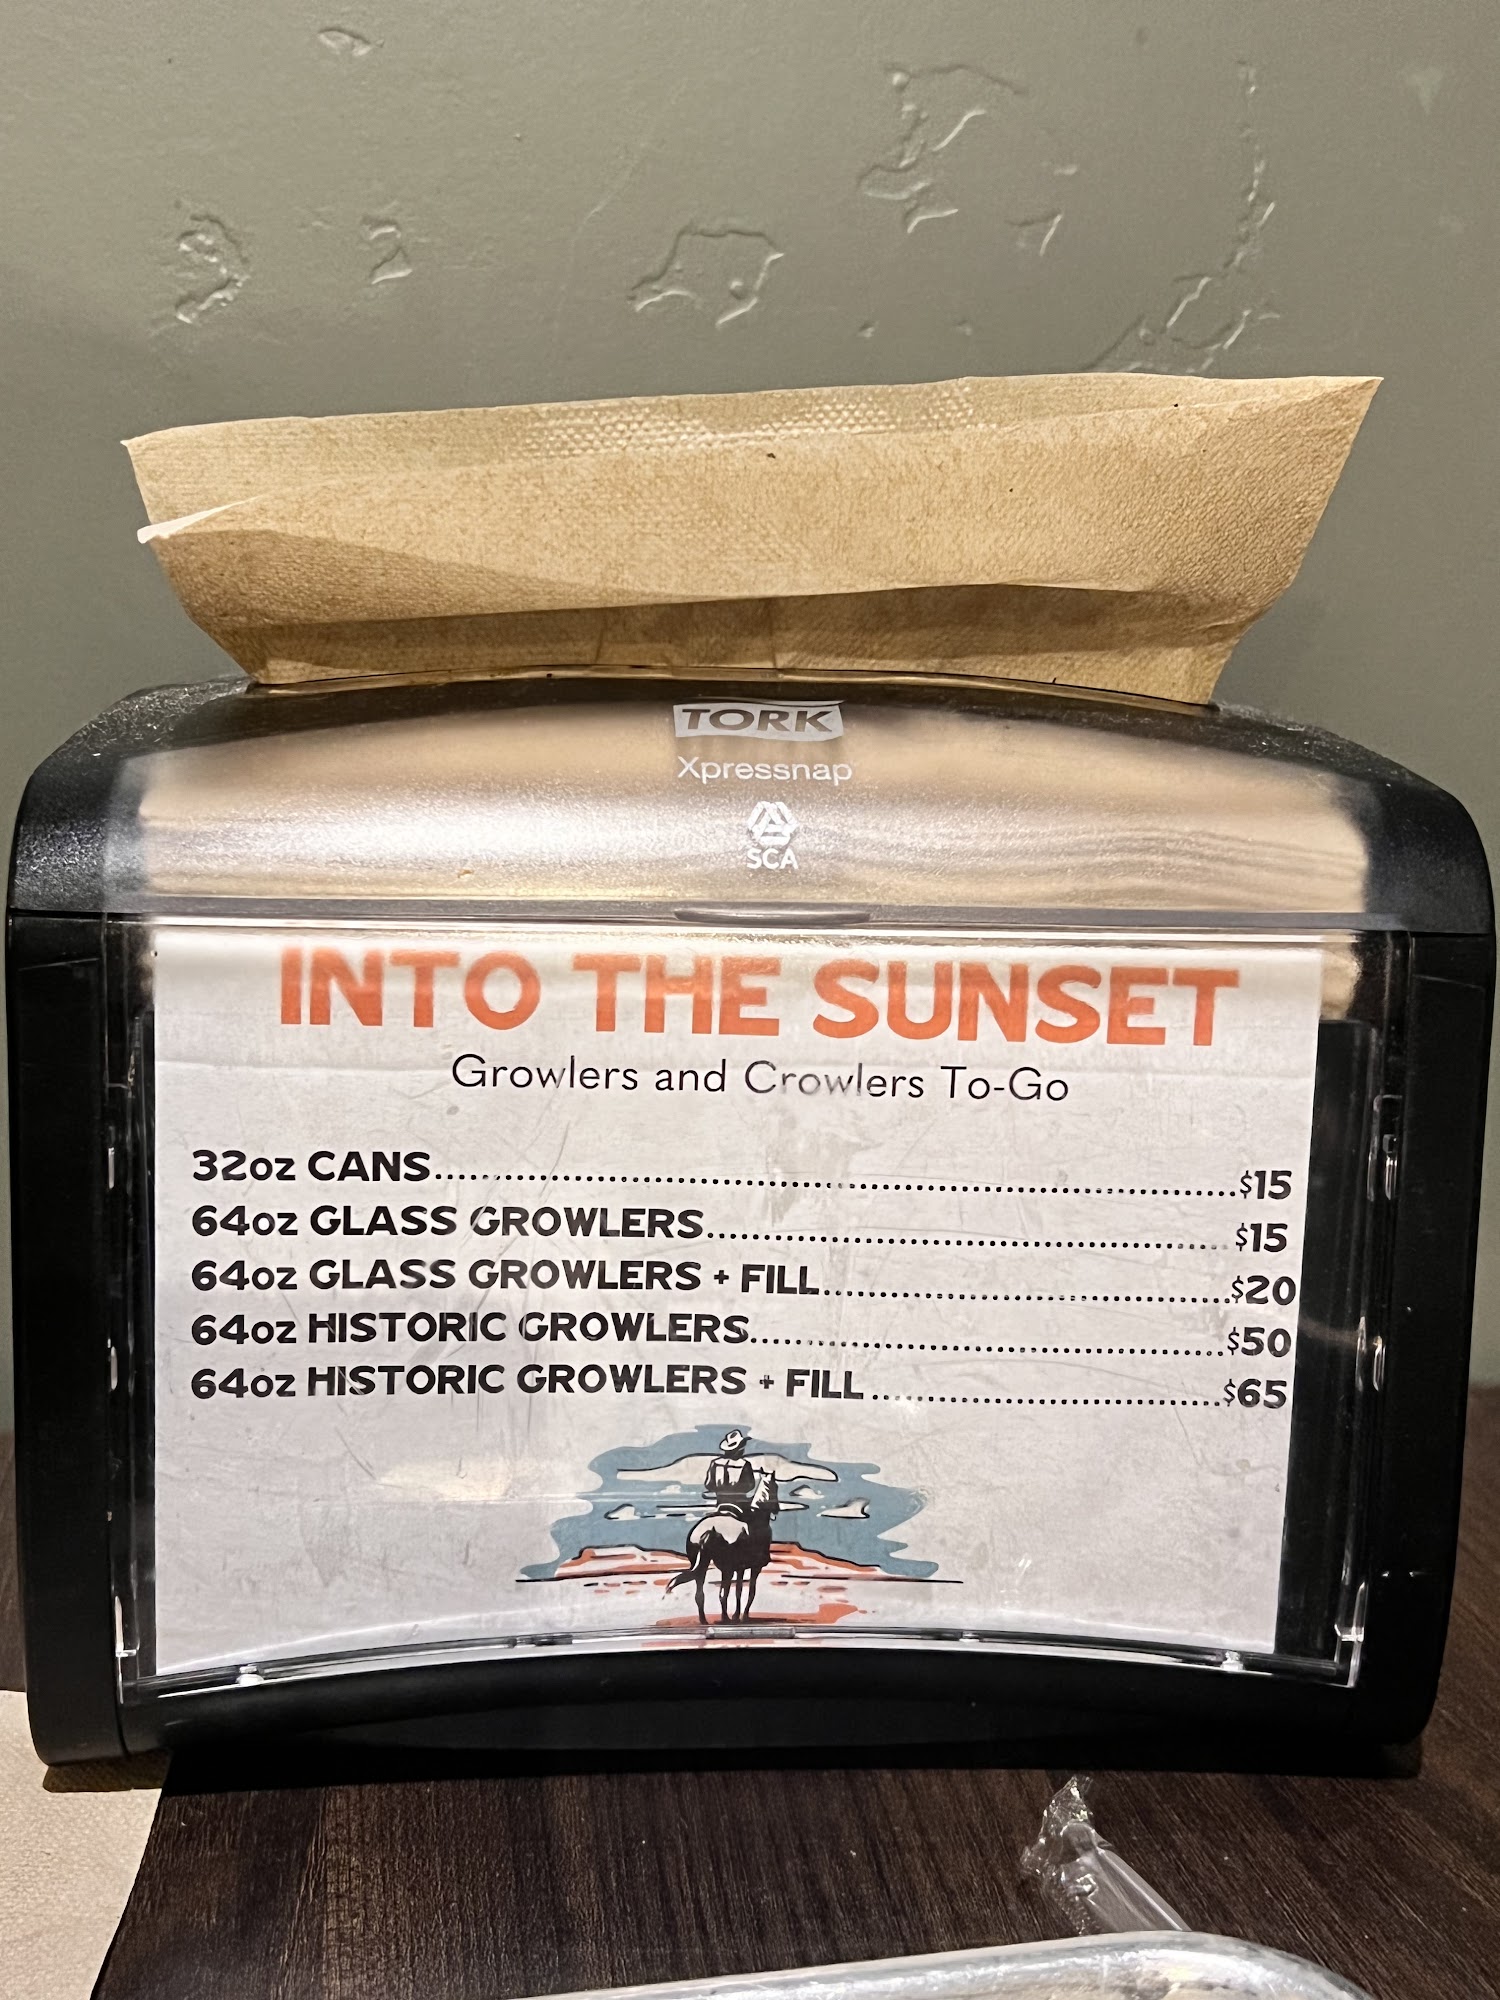 TORK
Xpressnap
SCA
INTO THE SUNSET
Growlers and Crowlers To-Go
32oz CANS.....$15
64oz GLASS GROWLERS.....$15
64oz GLASS GROWLERS + FILL.....$20
64oz HISTORIC GROWLERS.....$50
64oz HISTORIC GROWLERS + FILL.....$65